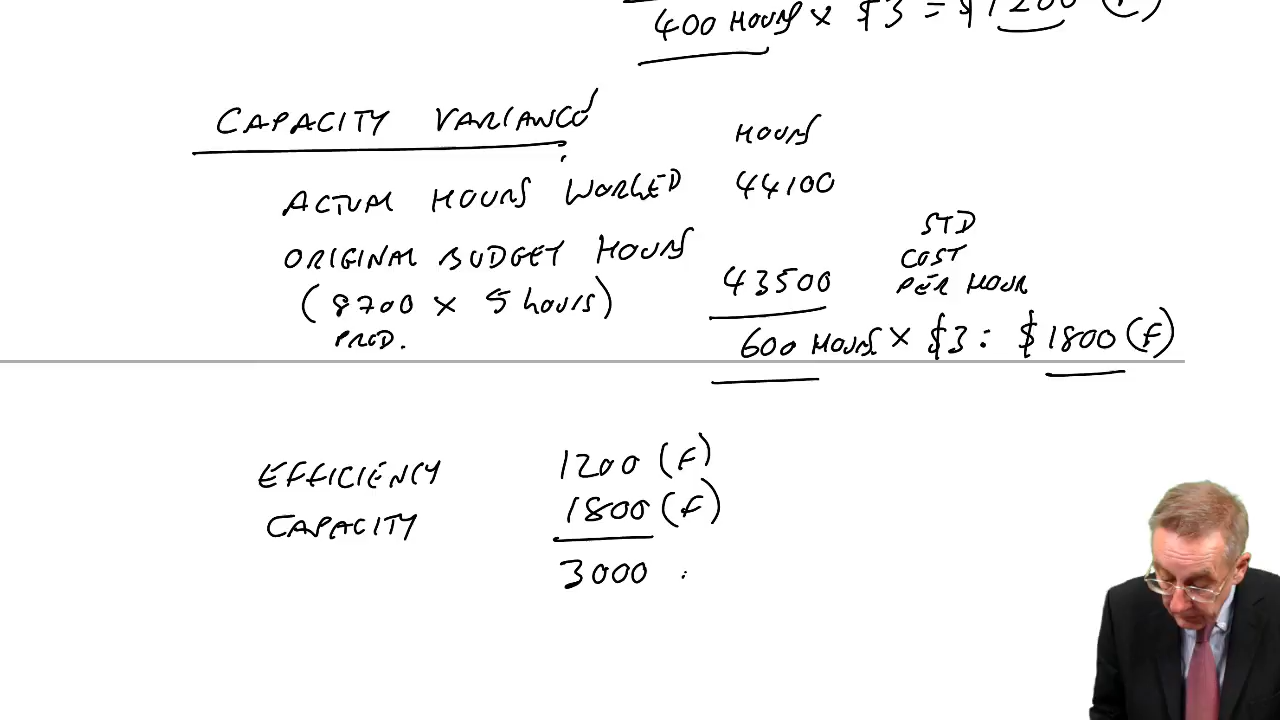 400 HOURS × $3 = $1200 (f)
CAPACITY VARIANCE
HOURS
ACTUAL HOURS WORKED 44100
ORIGINAL BUDGET HOURS
(8700 × 5 hours) 43500
PROD.
STD
COST
PER HOUR
600 HOURS × $3 : $1800 (f)
EFFICIENCY 1200 (f)
CAPACITY 1800 (f)
3000